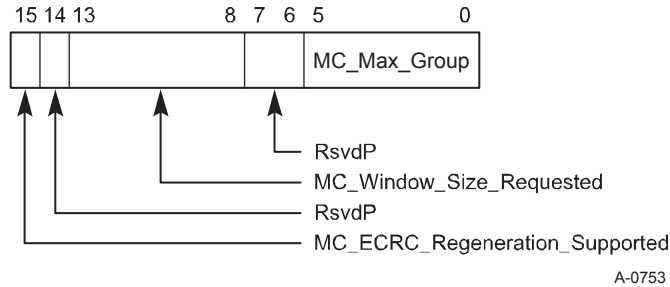 15 14 13 8 7 6 5 0
MC_Max_Group
RsvdP
MC_Window_Size_Requested
RsvdP
MC_ECRC_Regeneration_Supported
A-0753